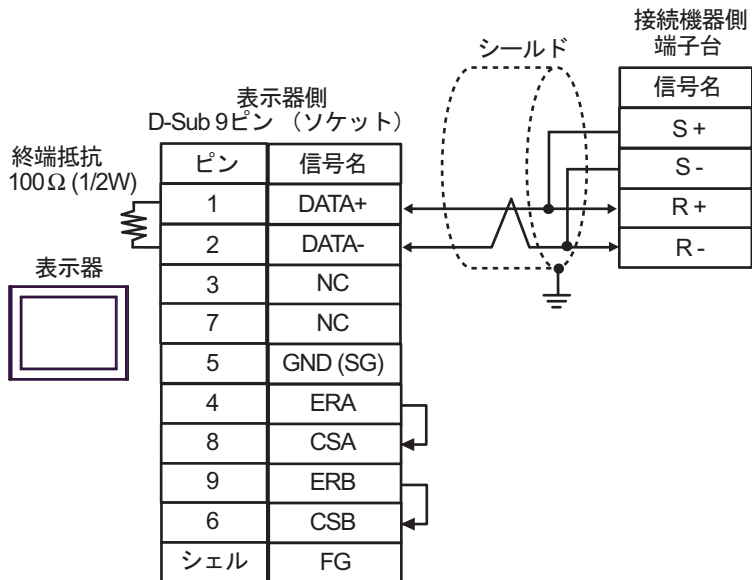 接続機器側
端子台
シールド
信号名
表示器側
D-Sub 9ピン （ソケット）
S +
S -
R +
R -
終端抵抗
100Ω (1/2W)
表示器
ピン 信号名
1 DATA+
2 DATA-
3 NC
7 NC
5 GND (SG)
4 ERA
8 CSA
9 ERB
6 CSB
シェル FG